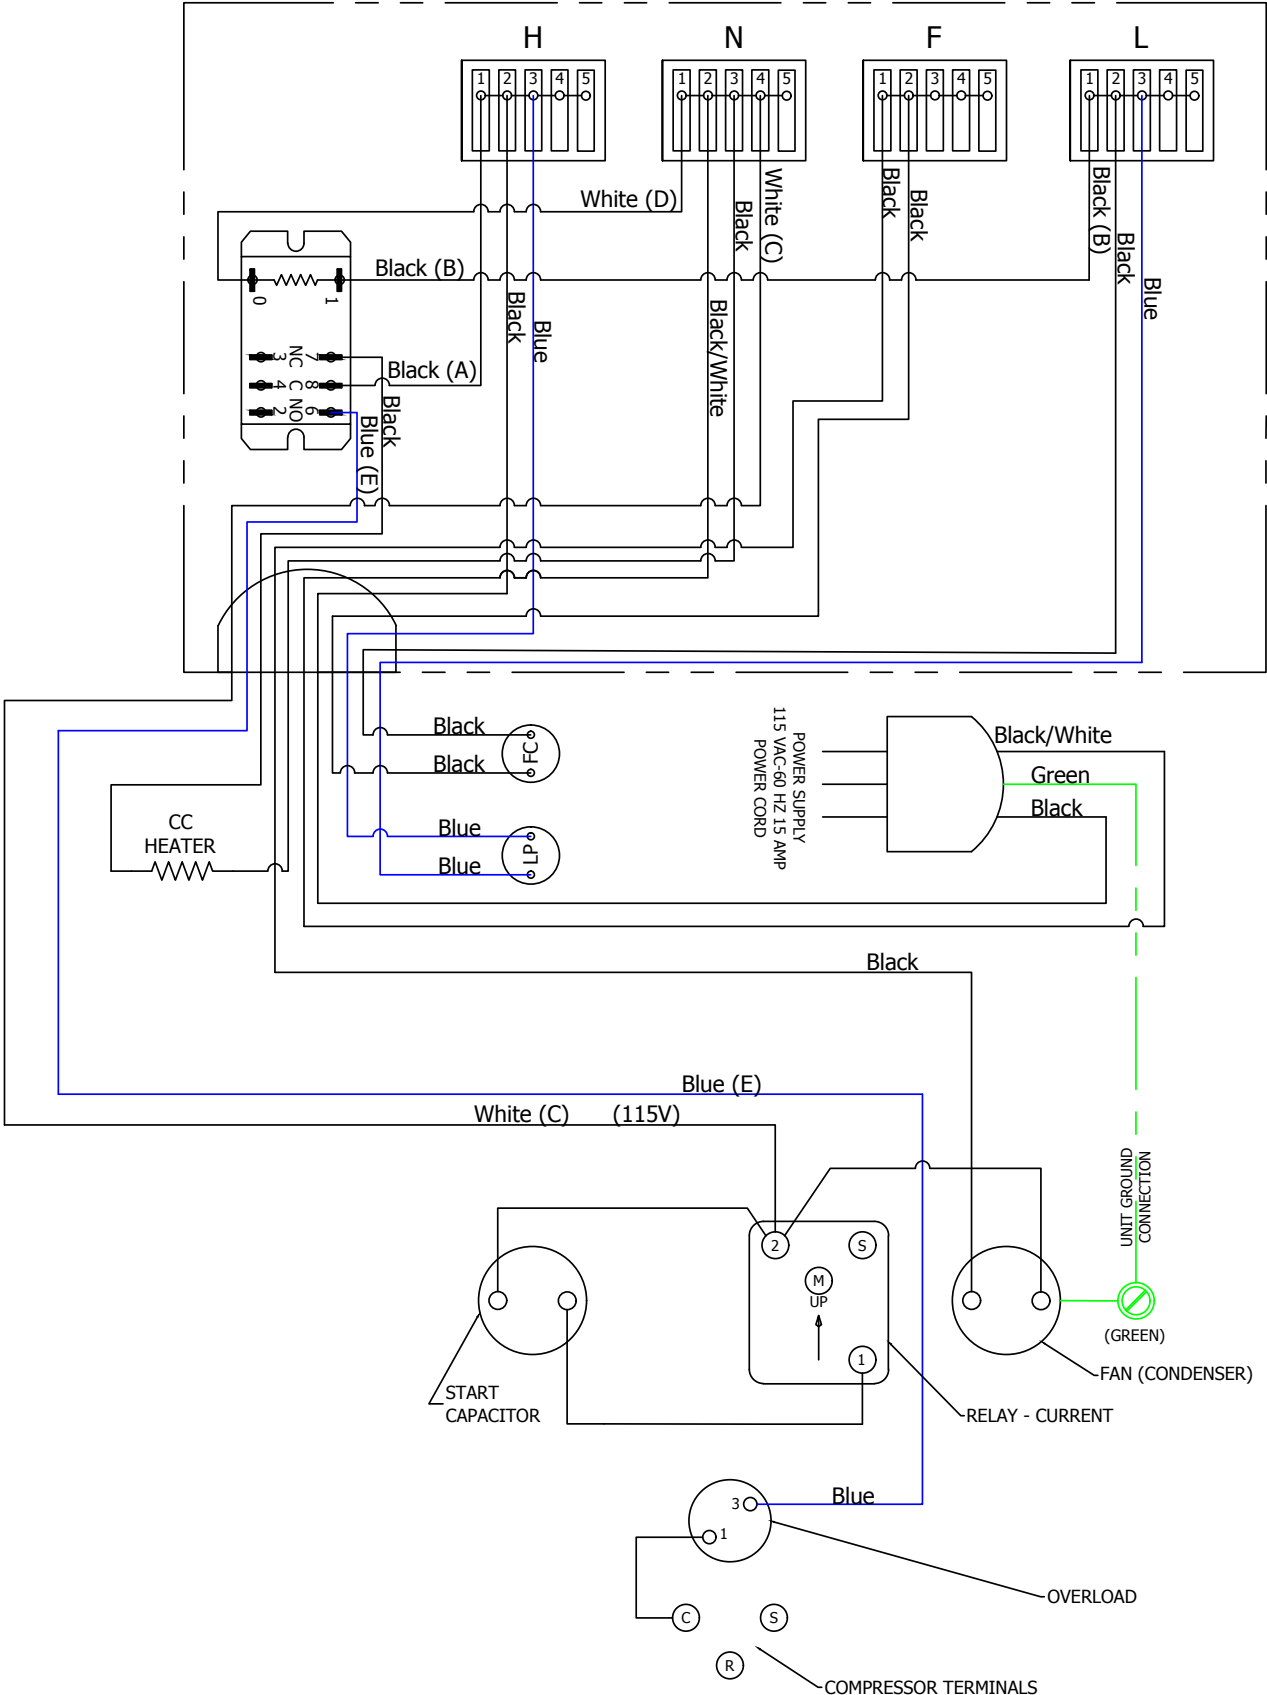 H
N
F
L
1 2 3 4 5
1 2 3 4 5
1 2 3 4 5
1 2 3 4 5
White (D)
Black
White (C)
Black
Black
Black (B)
Black
Blue
Black (B)
0
1
Black
Blue
Black/White
3 NC 7
4 C 8
2 NO 6
Black (A)
Black
Blue (E)
Black
Black
FC
Blue
Blue
LP
CC
HEATER
POWER SUPPLY
115 VAC-60 HZ 15 AMP
POWER CORD
Black/White
Green
Black
Black
Blue (E)
White (C) (115V)
UNIT GROUND
CONNECTION
(GREEN)
2
S
M
UP
1
START
CAPACITOR
FAN (CONDENSER)
RELAY - CURRENT
3
1
Blue
OVERLOAD
C
S
R
COMPRESSOR TERMINALS